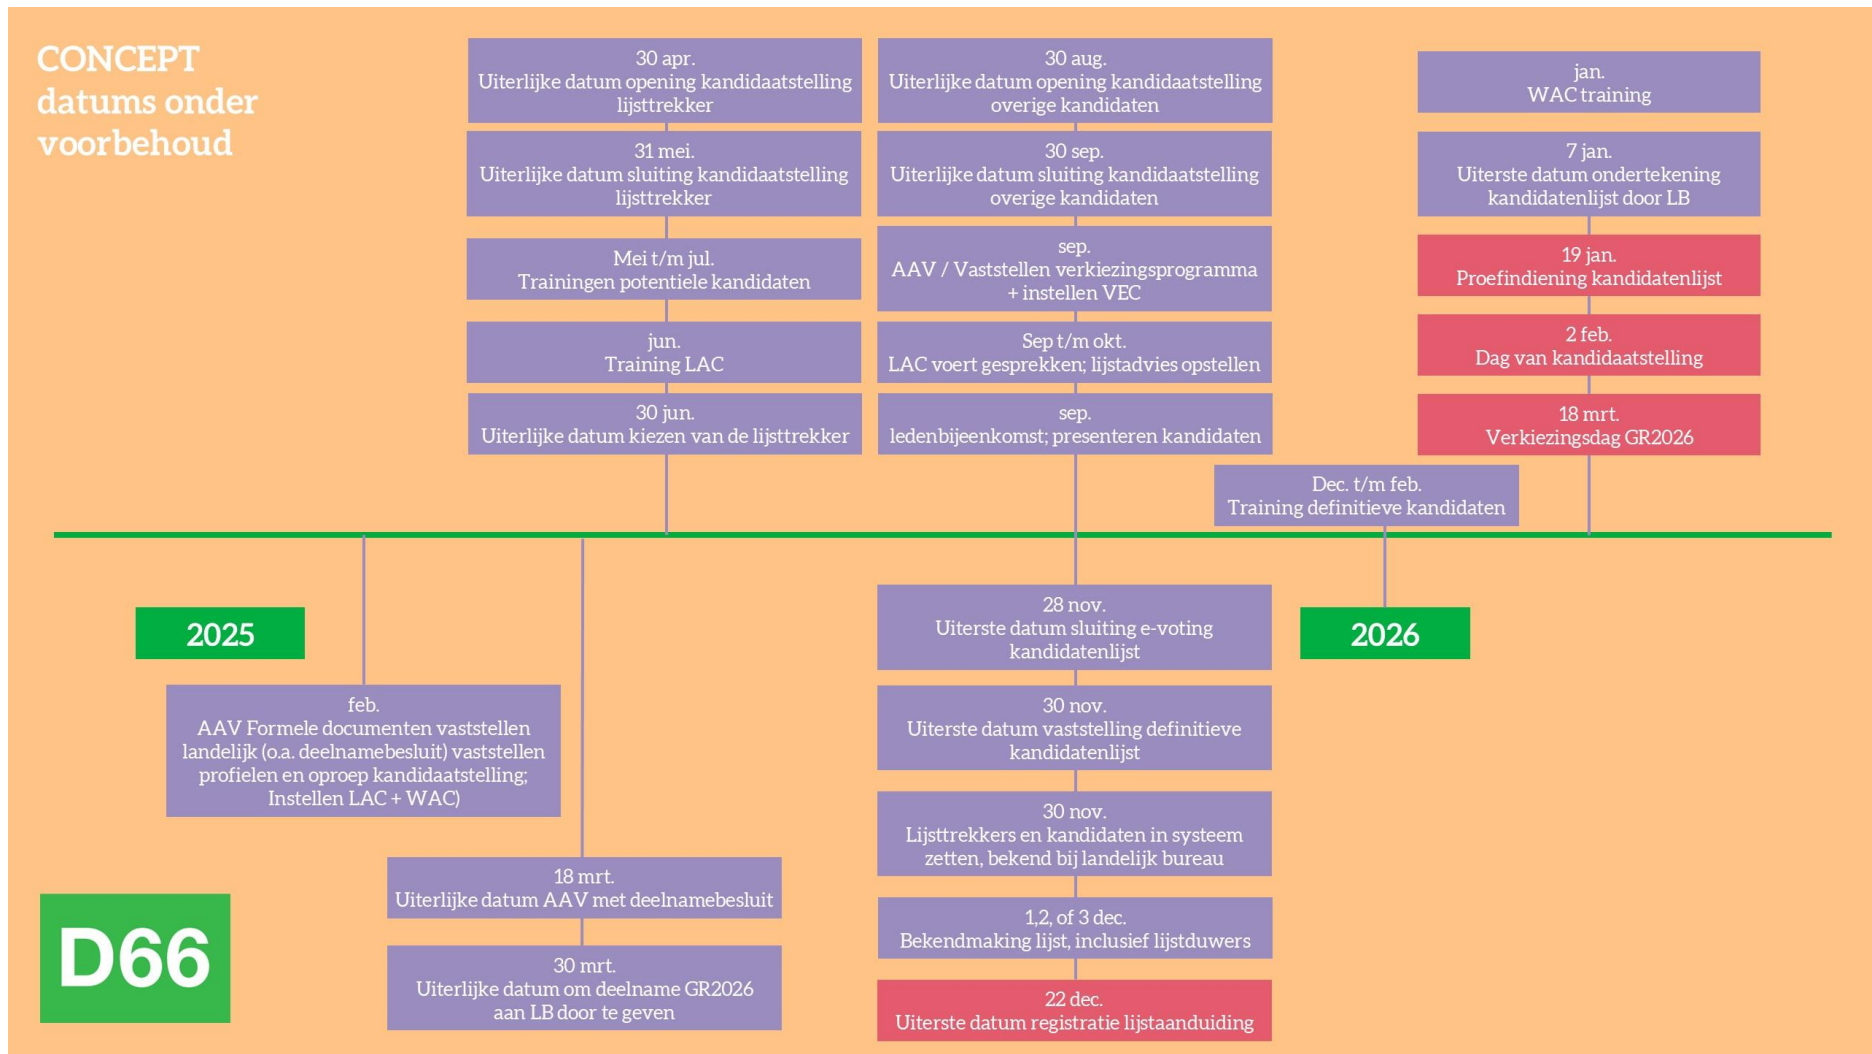 CONCEPT
datums onder
voorbehoud
30 apr.
Uiterlijke datum opening kandidaatstelling
lijsttrekker
31 mei.
Uiterlijke datum sluiting kandidaatstelling
lijsttrekker
Mei t/m jul.
Trainingen potentiele kandidaten
jun.
Training LAC
30 jun.
Uiterlijke datum kiezen van de lijsttrekker
30 aug.
Uiterlijke datum opening kandidaatstelling
overige kandidaten
30 sep.
Uiterlijke datum sluiting kandidaatstelling
overige kandidaten
sep.
AAV / Vaststellen verkiezingsprogramma
+ instellen VEC
Sep t/m okt.
LAC voert gesprekken; lijstadvies opstellen
sep.
ledenbijeenkomst; presenteren kandidaten
jan.
WAC training
7 jan.
Uiterste datum ondertekening
kandidatenlijst door LB
19 jan.
Proefindiening kandidatenlijst
2 feb.
Dag van kandidaatstelling
18 mrt.
Verkiezingsdag GR2026
Dec. t/m feb.
Training definitieve kandidaten
2025
feb.
AAV Formele documenten vaststellen
landelijk (o.a. deelnamebesluit) vaststellen
profielen en oproep kandidaatstelling;
Instellen LAC + WAC)
18 mrt.
Uiterlijke datum AAV met deelnamebesluit
30 mrt.
Uiterlijke datum om deelname GR2026
aan LB door te geven
28 nov.
Uiterste datum sluiting e-voting
kandidatenlijst
30 nov.
Uiterste datum vaststelling definitieve
kandidatenlijst
30 nov.
Lijsttrekkers en kandidaten in systeem
zetten, bekend bij landelijk bureau
1,2, of 3 dec.
Bekendmaking lijst, inclusief lijstduwers
22 dec.
Uiterste datum registratie lijstaanduiding
2026
D66